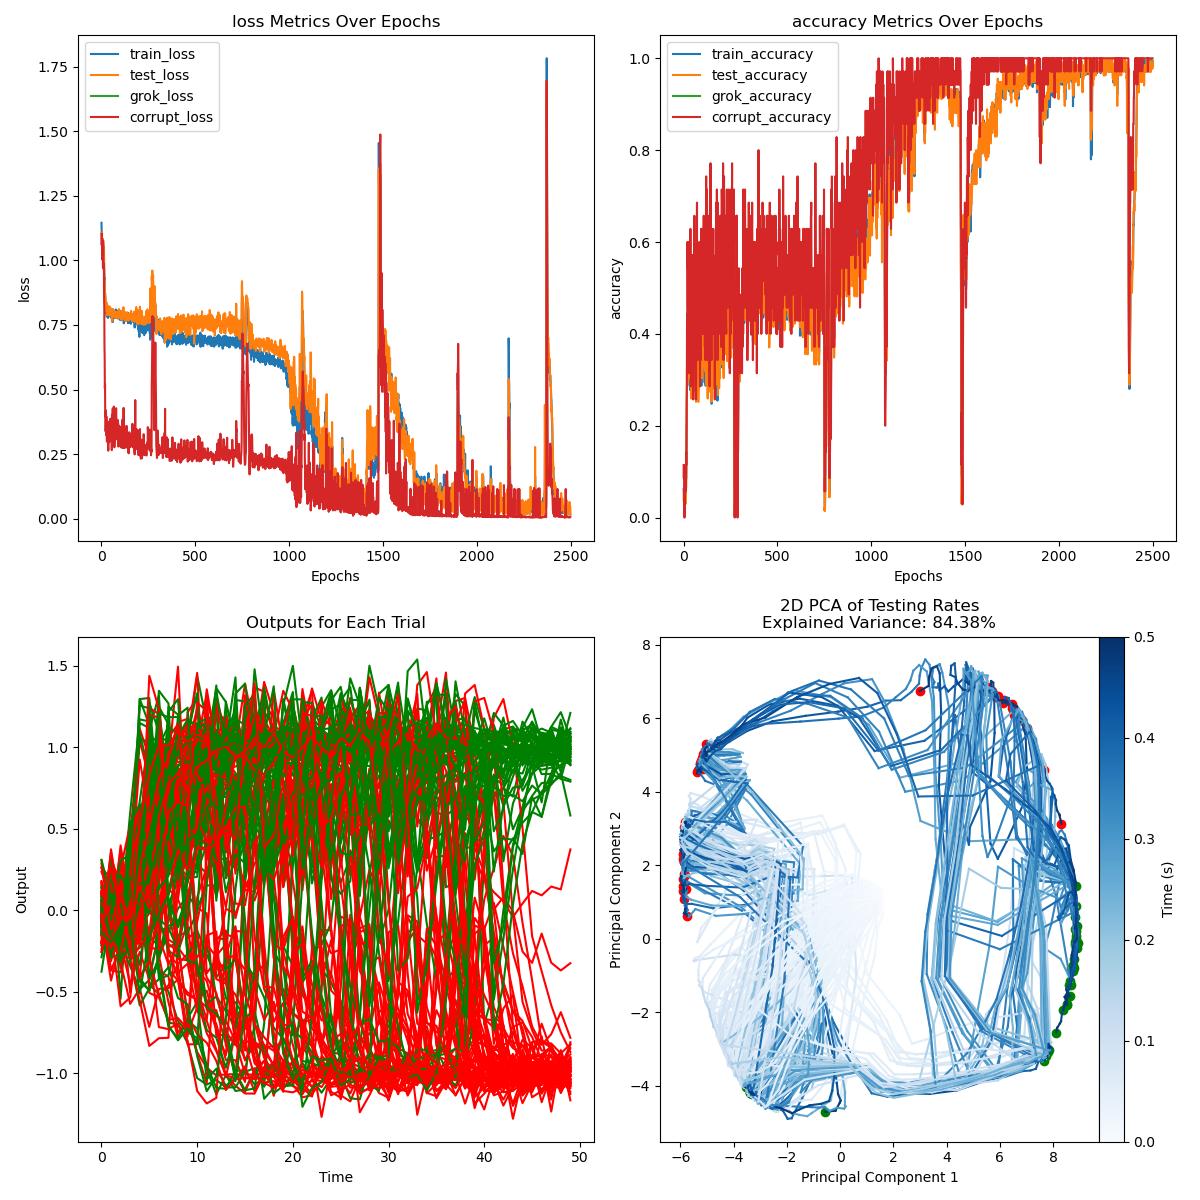 loss Metrics Over Epochs
train_loss
test_loss
grok_loss
corrupt_loss
1.75
1.50
1.25
1.00
0.75
0.50
0.25
0.00
loss
0 500 1000 1500 2000 2500
Epochs
accuracy Metrics Over Epochs
train_accuracy
test_accuracy
grok_accuracy
corrupt_accuracy
1.0
0.8
0.6
0.4
0.2
0.0
accuracy
0 500 1000 1500 2000 2500
Epochs
Outputs for Each Trial
1.5
1.0
0.5
0.0
−0.5
−1.0
Output
0 10 20 30 40 50
Time
2D PCA of Testing Rates
Explained Variance: 84.38%
8
6
4
2
0
−2
−4
Principal Component 2
−6 −4 −2 0 2 4 6 8
Principal Component 1
0.5
0.4
0.3
0.2
0.1
0.0
Time (s)